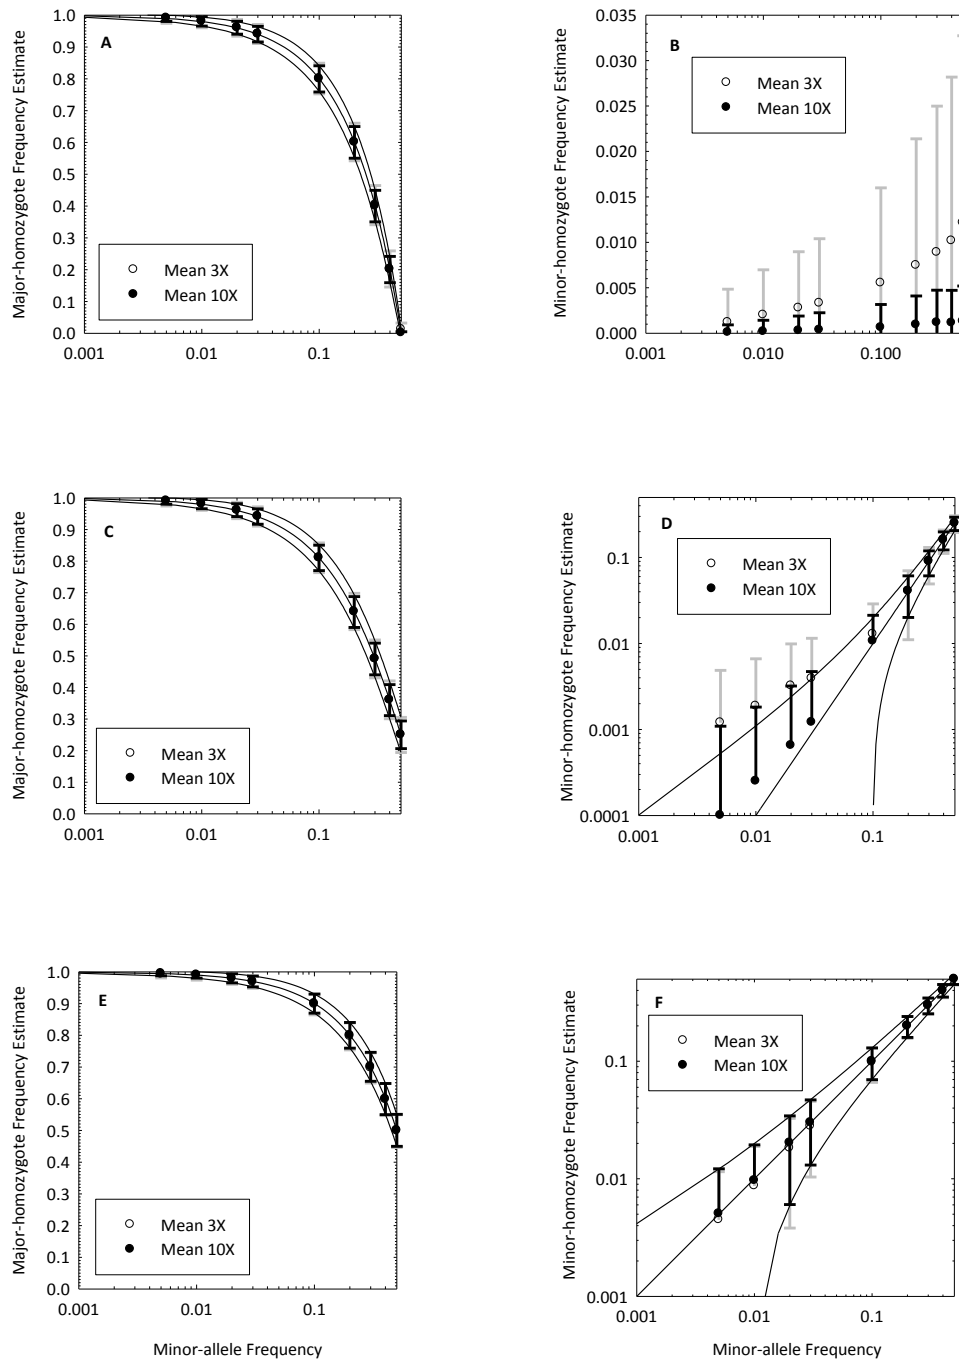 Major-homozygote Frequency Estimate
1.0
0.9
0.8
0.7
0.6
0.5
0.4
0.3
0.2
0.1
0.0
A
Mean 3X
Mean 10X
0.001
0.01
0.1
Minor-homozygote Frequency Estimate
0.035
0.030
0.025
0.020
0.015
0.010
0.005
0.000
B
Mean 3X
Mean 10X
0.001
0.010
0.100
Major-homozygote Frequency Estimate
1.0
0.9
0.8
0.7
0.6
0.5
0.4
0.3
0.2
0.1
0.0
C
Mean 3X
Mean 10X
0.001
0.01
0.1
Minor-homozygote Frequency Estimate
0.1
0.01
0.001
0.0001
D
Mean 3X
Mean 10X
0.001
0.01
0.1
Major-homozygote Frequency Estimate
1.0
0.9
0.8
0.7
0.6
0.5
0.4
0.3
0.2
0.1
0.0
E
Mean 3X
Mean 10X
0.001
0.01
0.1
Minor-allele Frequency
Minor-homozygote Frequency Estimate
0.1
0.01
0.001
F
Mean 3X
Mean 10X
0.001
0.01
0.1
Minor-allele Frequency